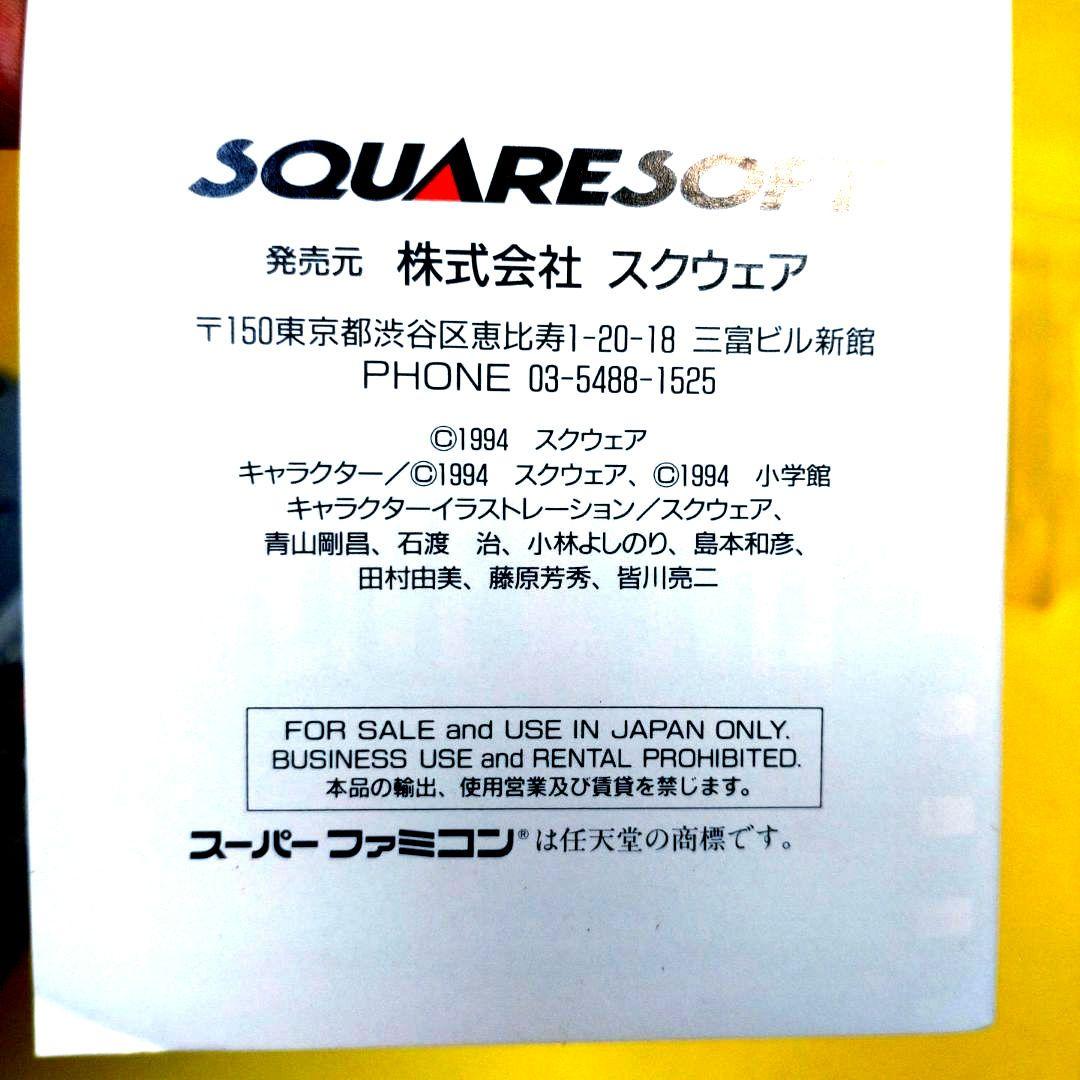 SQUARESOFT
発売元 株式会社 スクウェア
〒150東京都渋谷区恵比寿1-20-18 三富ビル新館
PHONE 03-5488-1525
©1994 スクウェア
キャラクター／©1994 スクウェア、©1994 小学館
キャラクターイラストレーション／スクウェア、
青山剛昌、石渡 治、小林よしのり、島本和彦、
田村由美、藤原芳秀、皆川亮二
FOR SALE and USE IN JAPAN ONLY.
BUSINESS USE and RENTAL PROHIBITED.
本品の輸出、使用営業及び賃貸を禁じます。
スーパーファミコン®は任天堂の商標です。